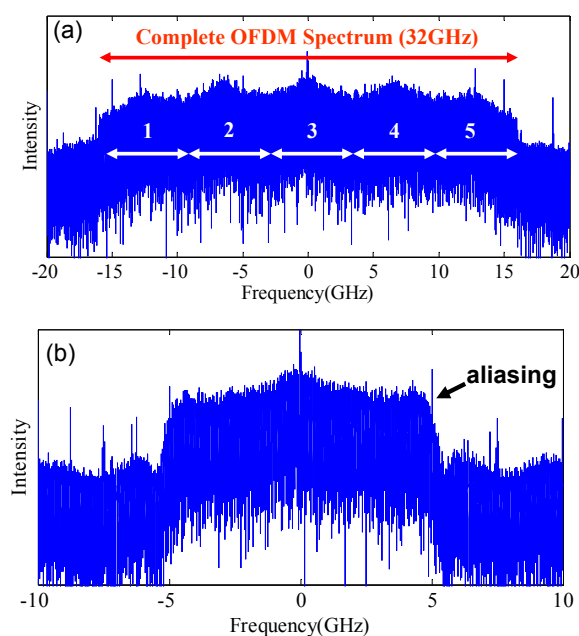 (a)
Complete OFDM Spectrum (32GHz)
Intensity
1 2 3 4 5
-20 -15 -10 -5 0 5 10 15 20
Frequency(GHz)
(b)
aliasing
Intensity
-10 -5 0 5 10
Frequency(GHz)